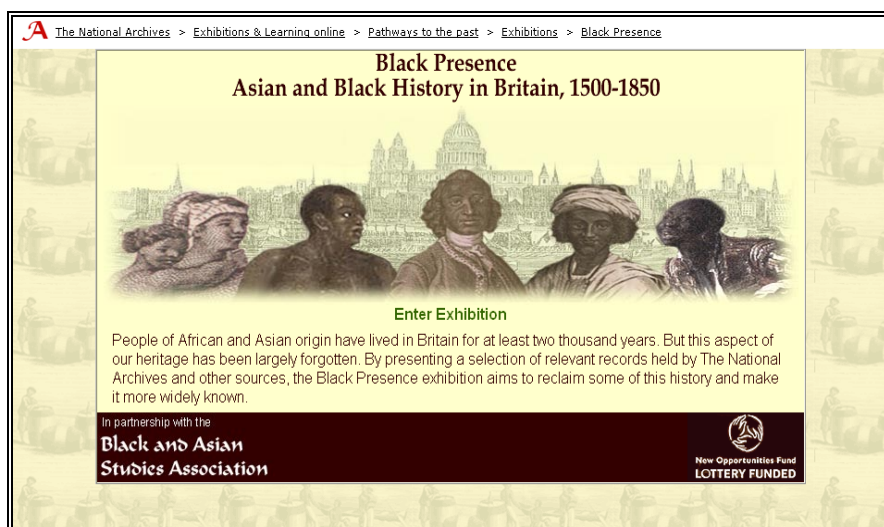 The National Archives > Exhibitions & Learning online > Pathways to the past > Exhibitions > Black Presence
Black Presence
Asian and Black History in Britain, 1500-1850
Enter Exhibition
People of African and Asian origin have lived in Britain for at least two thousand years. But this aspect of
our heritage has been largely forgotten. By presenting a selection of relevant records held by The National
Archives and other sources, the Black Presence exhibition aims to reclaim some of this history and make
it more widely known.
In partnership with the
Black and Asian
Studies Association
New Opportunities Fund
LOTTERY FUNDED